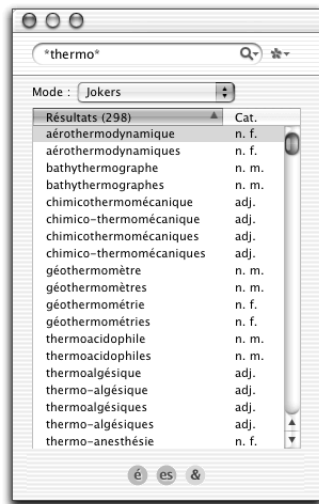 *thermo*
Mode : Jokers
Résultats (298) Cat.
aérothermodynamique n. f.
aérothermodynamiques n. f.
bathythermographe n. m.
bathythermographes n. m.
chimicothermomécanique adj.
chimico-thermomécanique adj.
chimicothermomécaniques adj.
chimico-thermomécaniques adj.
géothermomètre n. m.
géothermomètres n. m.
géothermométrie n. f.
géothermométries n. f.
thermoacidophile n. m.
thermoacidophiles n. m.
thermoalgésique adj.
thermo-algésique adj.
thermoalgésiques adj.
thermo-algésiques adj.
thermo-anesthésie n. f.
é es &